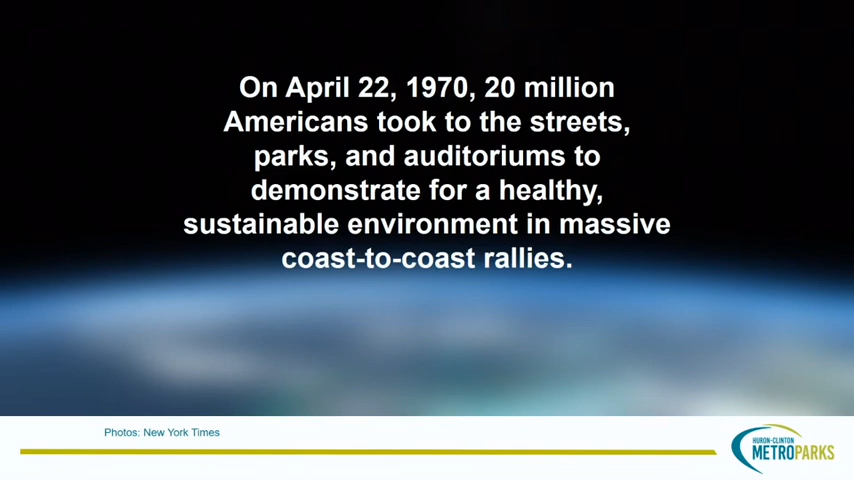 On April 22, 1970, 20 million
Americans took to the streets,
parks, and auditoriums to
demonstrate for a healthy,
sustainable environment in massive
coast-to-coast rallies.
Photos: New York Times
HURON-CLINTON
METROPARKS